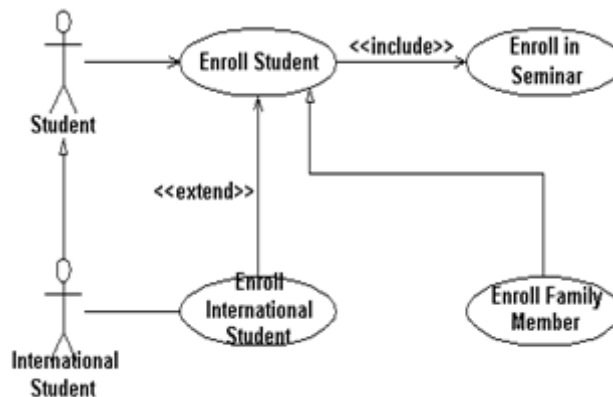 Enroll Student
<<include>>
Enroll in
Seminar
Student
<<extend>>
Enroll
International
Student
Enroll Family
Member
International
Student